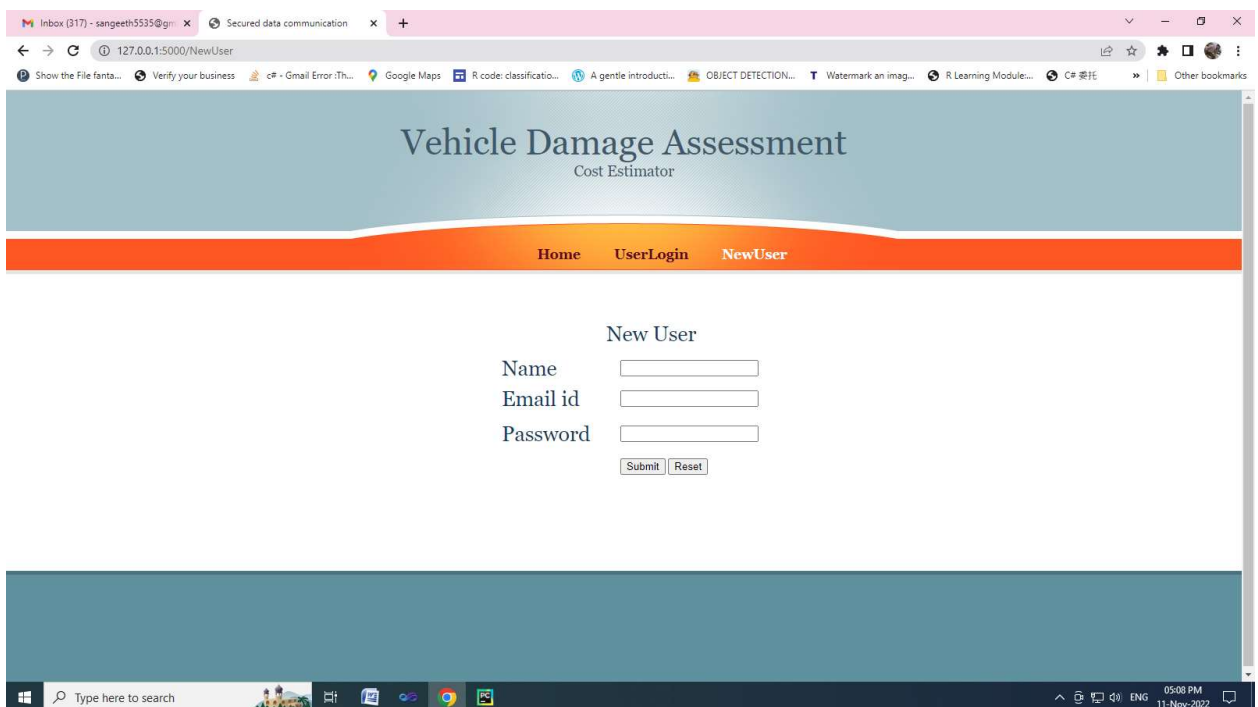 Inbox (317) - sangeeth5535@gm
Secured data communication
127.0.0.1:5000/NewUser
Show the File fanta... Verify your business c# - Gmail Error :Th... Google Maps R code: classificatio... A gentle introducti... OBJECT DETECTION... Watermark an imag... R Learning Module:... C# 委托 » Other bookmarks
Vehicle Damage Assessment
Cost Estimator
Home UserLogin NewUser
New User
Name
Email id
Password
Submit Reset
Type here to search
ENG 05:08 PM
11-Nov-2022